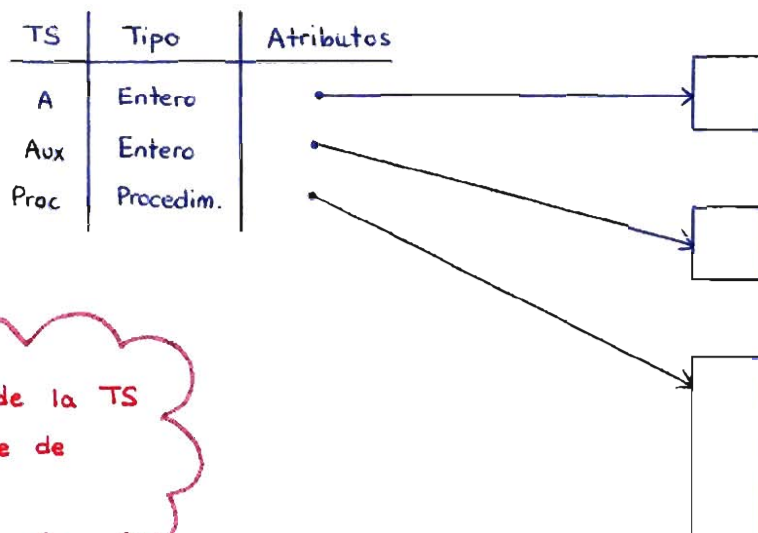 TS Tipo Atributos
A Entero
Aux Entero
Proc Procedim.
de la TS
de